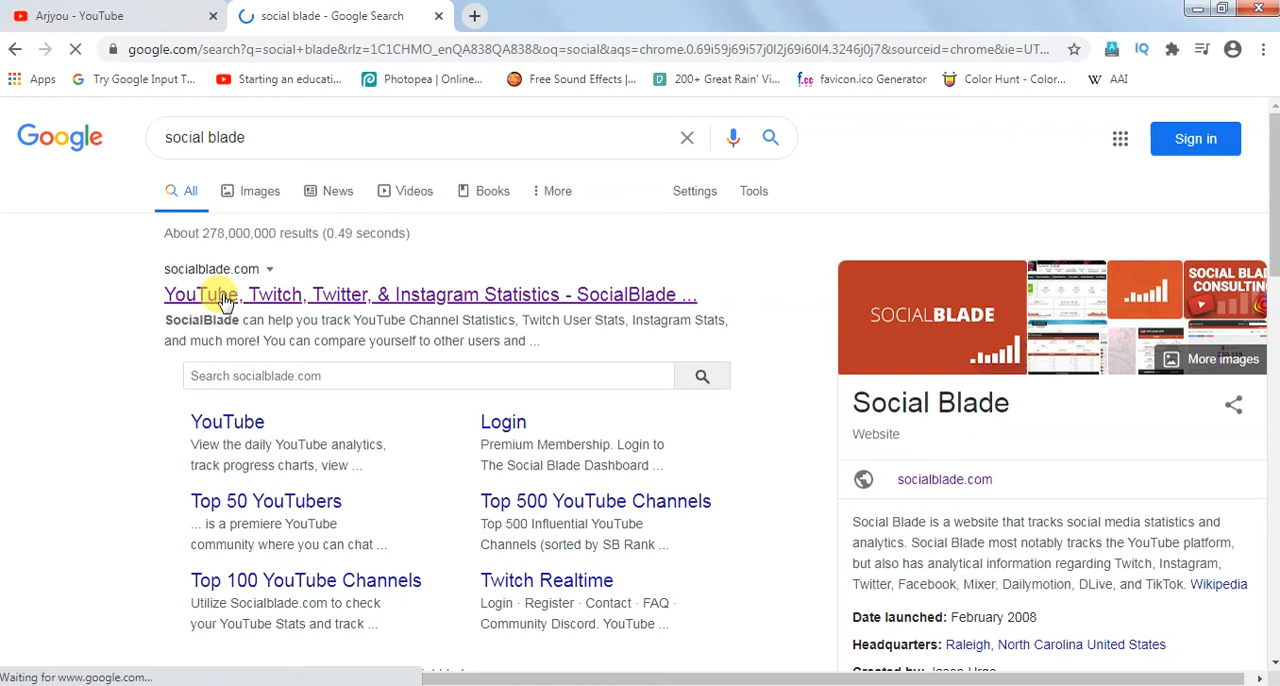 Arjyou - YouTube
social blade - Google Search
google.com/search?q=social+blade&rlz=1C1CHMO_enQA838QA838&oq=social&aqs=chrome.0.69i59j69i57j0l2j69i60l4.3246j0j7&sourceid=chrome&ie=UT...
Apps
Try Google Input T...
Starting an educati...
Photopea | Online...
Free Sound Effects |...
200+ Great Rain' Vi...
favicon.ico Generator
Color Hunt - Color...
AAI
Google
social blade
Sign in
All
Images
News
Videos
Books
More
Settings
Tools
About 278,000,000 results (0.49 seconds)
socialblade.com
YouTube, Twitch, Twitter, & Instagram Statistics - SocialBlade ...
SocialBlade can help you track YouTube Channel Statistics, Twitch User Stats, Instagram Stats,
and much more! You can compare yourself to other users and ...
Search socialblade.com
YouTube
View the daily YouTube analytics,
track progress charts, view ...
Login
Premium Membership. Login to
The Social Blade Dashboard ...
Top 50 YouTubers
... is a premiere YouTube
community where you can chat ...
Top 500 YouTube Channels
Top 500 Influential YouTube
Channels (sorted by SB Rank ...
Top 100 YouTube Channels
Utilize Socialblade.com to check
your YouTube Stats and track ...
Twitch Realtime
Login · Register · Contact · FAQ ·
Community Discord. YouTube ...
SOCIALBLADE
SOCIAL BLA
CONSULTING
More images
Social Blade
Website
socialblade.com
Social Blade is a website that tracks social media statistics and
analytics. Social Blade most notably tracks the YouTube platform,
but also has analytical information regarding Twitch, Instagram,
Twitter, Facebook, Mixer, Dailymotion, DLive, and TikTok. Wikipedia
Date launched: February 2008
Headquarters: Raleigh, North Carolina United States
Waiting for www.google.com...